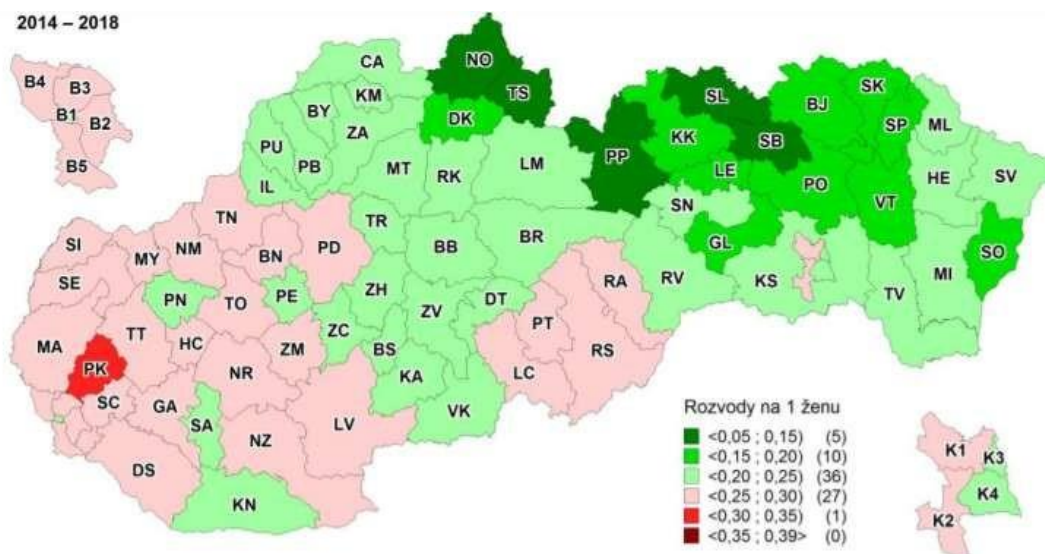 2014 – 2018
B4
B3
B1
B2
B5
CA
NO
TS
KM
BY
ZA
DK
PU
PB
IL
MT
RK
LM
PP
SL
SB
KK
LE
BJ
SK
SP
ML
PO
VT
HE
SV
SN
GL
SO
TN
TR
BB
BR
SI
MY
NM
BN
PD
SE
PN
TO
PE
ZH
ZV
DT
RA
RV
KS
TV
MI
MA
PK
TT
HC
ZM
ZC
BS
PT
RS
NR
KA
LC
SC
GA
SA
LV
VK
NZ
DS
KN
Rozvody na 1 ženu
<0,05 ; 0,15) (5)
<0,15 ; 0,20) (10)
<0,20 ; 0,25) (36)
<0,25 ; 0,30) (27)
<0,30 ; 0,35) (1)
<0,35 ; 0,39> (0)
K1
K3
K4
K2